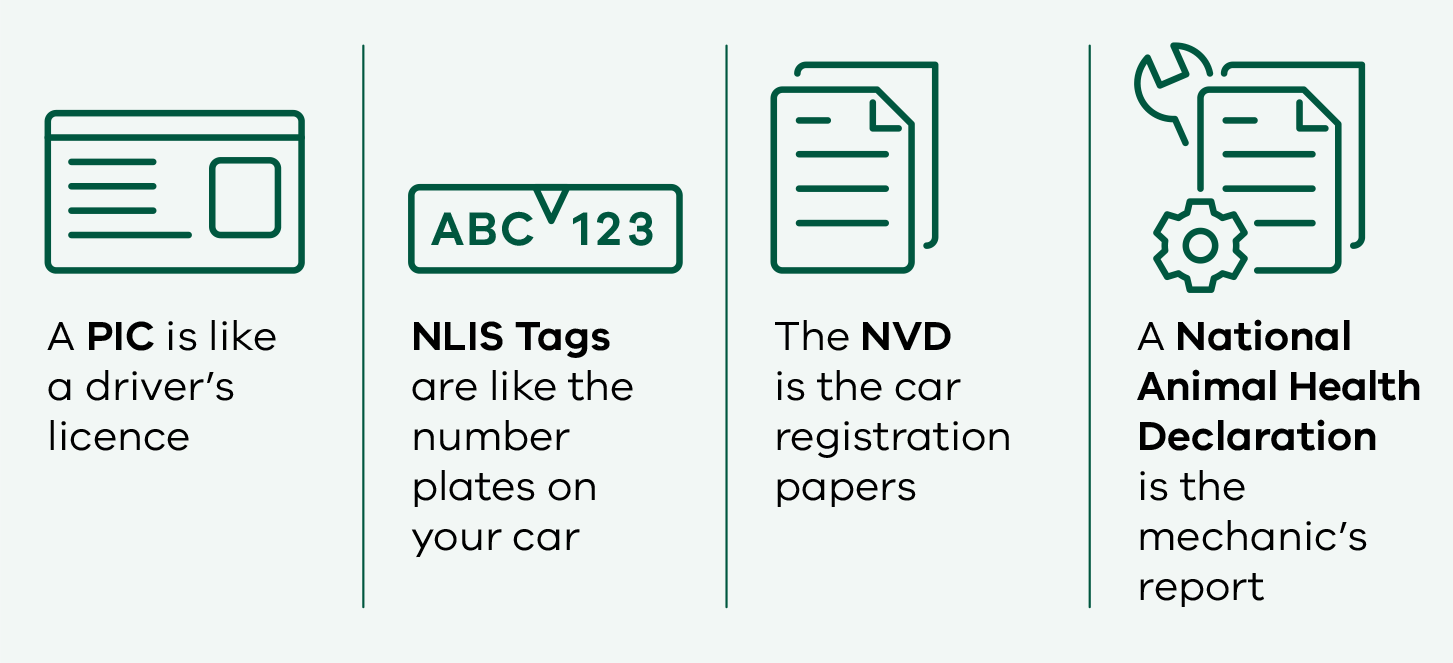 ABC 123
A PIC is like
a driver’s
licence
NLIS Tags
are like the
number
plates on
your car
The NVD
is the car
registration
papers
A National
Animal Health
Declaration
is the
mechanic’s
report